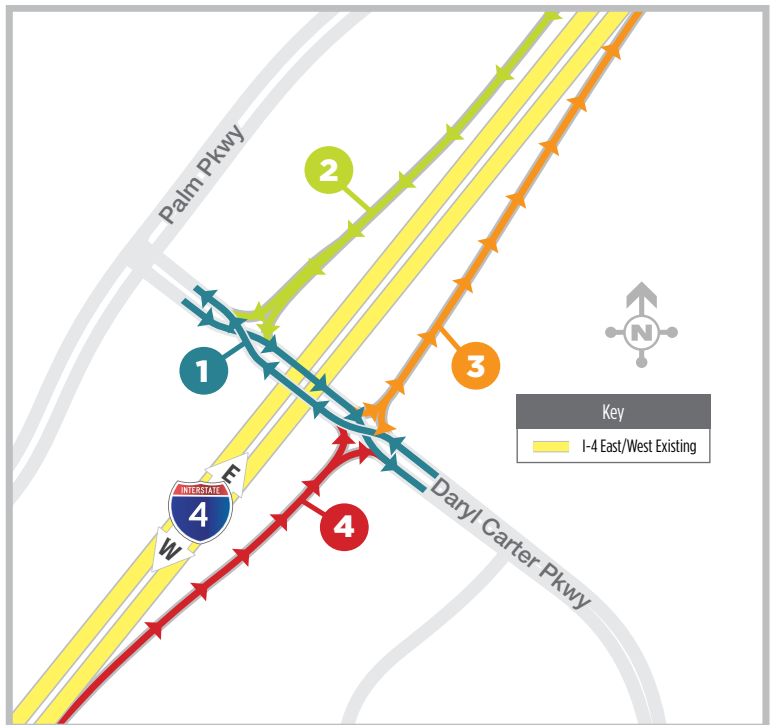 Palm Pkwy
2
1
3
N
Key
I-4 East/West Existing
E
INTERSTATE
4
W
4
Daryl Carter Pkwy